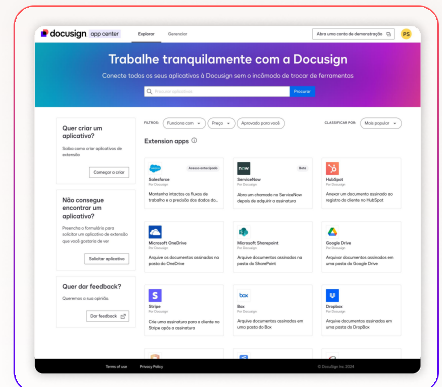 docusign app center
Explorar
Gerenciar
Abra uma conta de demonstração
PS
Trabalhe tranquilamente com a Docusign
Conecte todos os seus aplicativos à Docusign sem o incômodo de trocar de ferramentas
Procurar
Quer criar um aplicativo?
Saiba como criar aplicativos de extensão
Começar a criar
Não consegue encontrar um aplicativo?
Preencha o formulário para solicitar um aplicativo de extensão que você gostaria de ver
Solicitar aplicativo
Quer dar feedback?
Queremos a sua opinião.
Dar feedback
FILTROS:
Funciona com
Preço
Aprovado para você
CLASSIFICAR POR:
Mais popular
Extension apps
Acesso antecipado
Salesforce
Por Docusign
Mantenha intactos os fluxos de trabalho e a precisão dos dados do...
now
Beta
ServiceNow
Por Docusign
Abra um chamado no ServiceNow depois de adquirir a assinatura
HubSpot
Por Docusign
Anexar um documento assinado ao registro do cliente no HubSpot
Microsoft OneDrive
Por Docusign
Arquive os documentos assinados na pasta do OneDrive
Microsoft Sharepoint
Por Docusign
Arquive documentos assinados na pasta do SharePoint
Google Drive
Por Docusign
Arquivar documentos assinados em uma pasta do Google Drive
S
Stripe
Por Docusign
Crie uma assinatura para o cliente no Stripe após a assinatura
box
Box
Por Docusign
Arquive documentos assinados em uma pasta do Box
Dropbox
Por Docusign
Arquive documentos assinados em uma pasta do DropBox
Terms of use
Privacy Policy
© DocuSign Inc. 2024